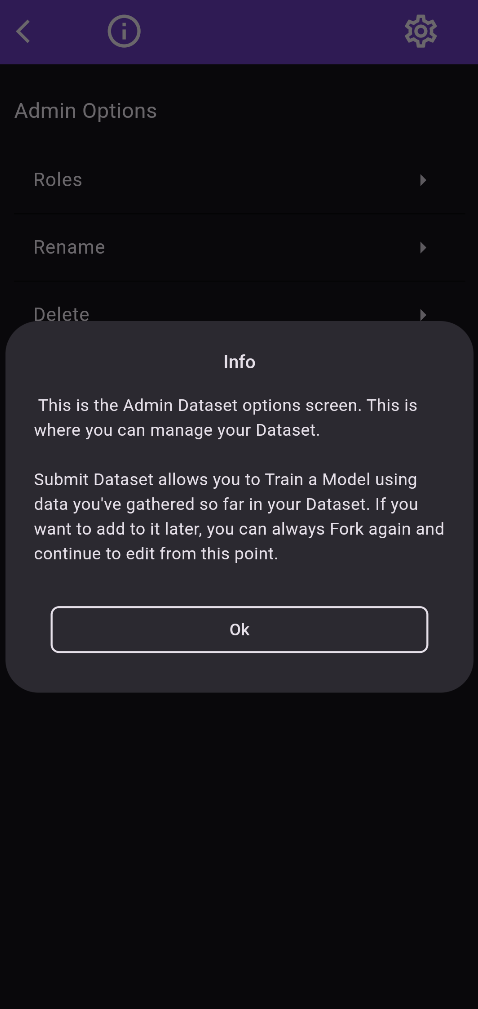 Admin Options
Roles
Rename
Delete
Info
This is the Admin Dataset options screen. This is
where you can manage your Dataset.
Submit Dataset allows you to Train a Model using
data you've gathered so far in your Dataset. If you
want to add to it later, you can always Fork again and
continue to edit from this point.
Ok